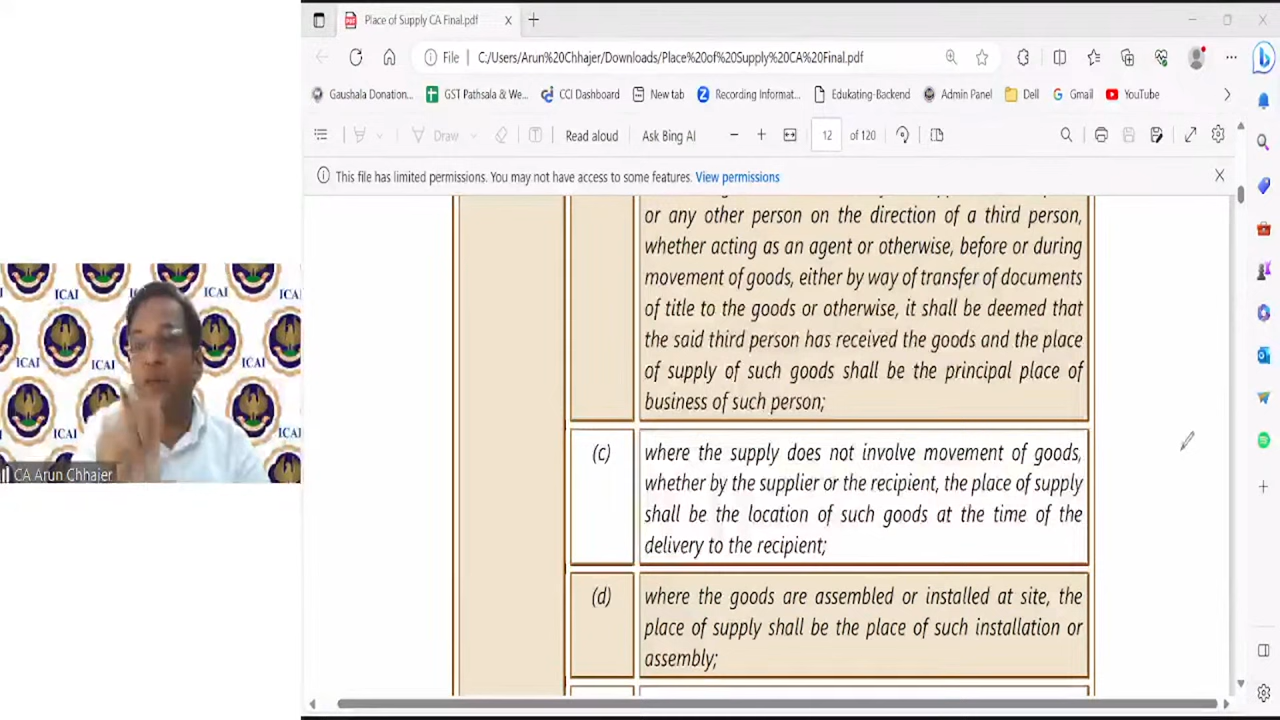 Place of Supply CA Final.pdf
File
C:/Users/Arun%20Chhajer/Downloads/Place%20of%20Supply%20CA%20Final.pdf
Gaushala Donation...
GST Pathsala & We...
CCI Dashboard
New tab
Recording Informat...
Edukating-Backend
Admin Panel
Dell
Gmail
YouTube
Draw
Read aloud
Ask Bing AI
12 of 120
This file has limited permissions. You may not have access to some features. View permissions
or any other person on the direction of a third person,
whether acting as an agent or otherwise, before or during
movement of goods, either by way of transfer of documents
of title to the goods or otherwise, it shall be deemed that
the said third person has received the goods and the place
of supply of such goods shall be the principal place of
business of such person;
(c) where the supply does not involve movement of goods,
whether by the supplier or the recipient, the place of supply
shall be the location of such goods at the time of the
delivery to the recipient;
(d) where the goods are assembled or installed at site, the
place of supply shall be the place of such installation or
assembly;
ICAI
ICAI
ICAI
ICAI
ICAI
ICAI
ICAI
CA Arun Chhajer